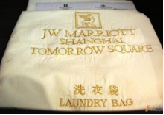 JW MARRIOTT
SHANGHAI
TOMORROW SQUARE
洗衣袋
LAUNDRY BAG